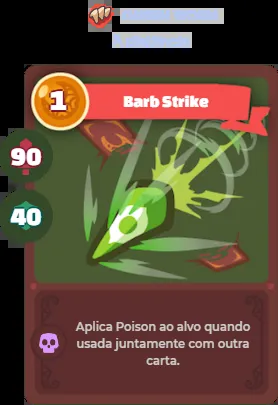 1
Barb Strike
90
40
Aplica Poison ao alvo quando
usada juntamente com outra
carta.